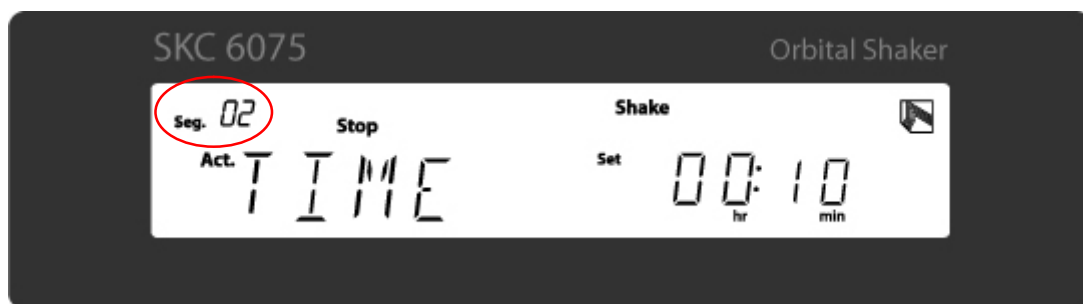 SKC 6075 Orbital Shaker
Seg. 02 Stop Shake
Act. TIME Set 00:10
hr min